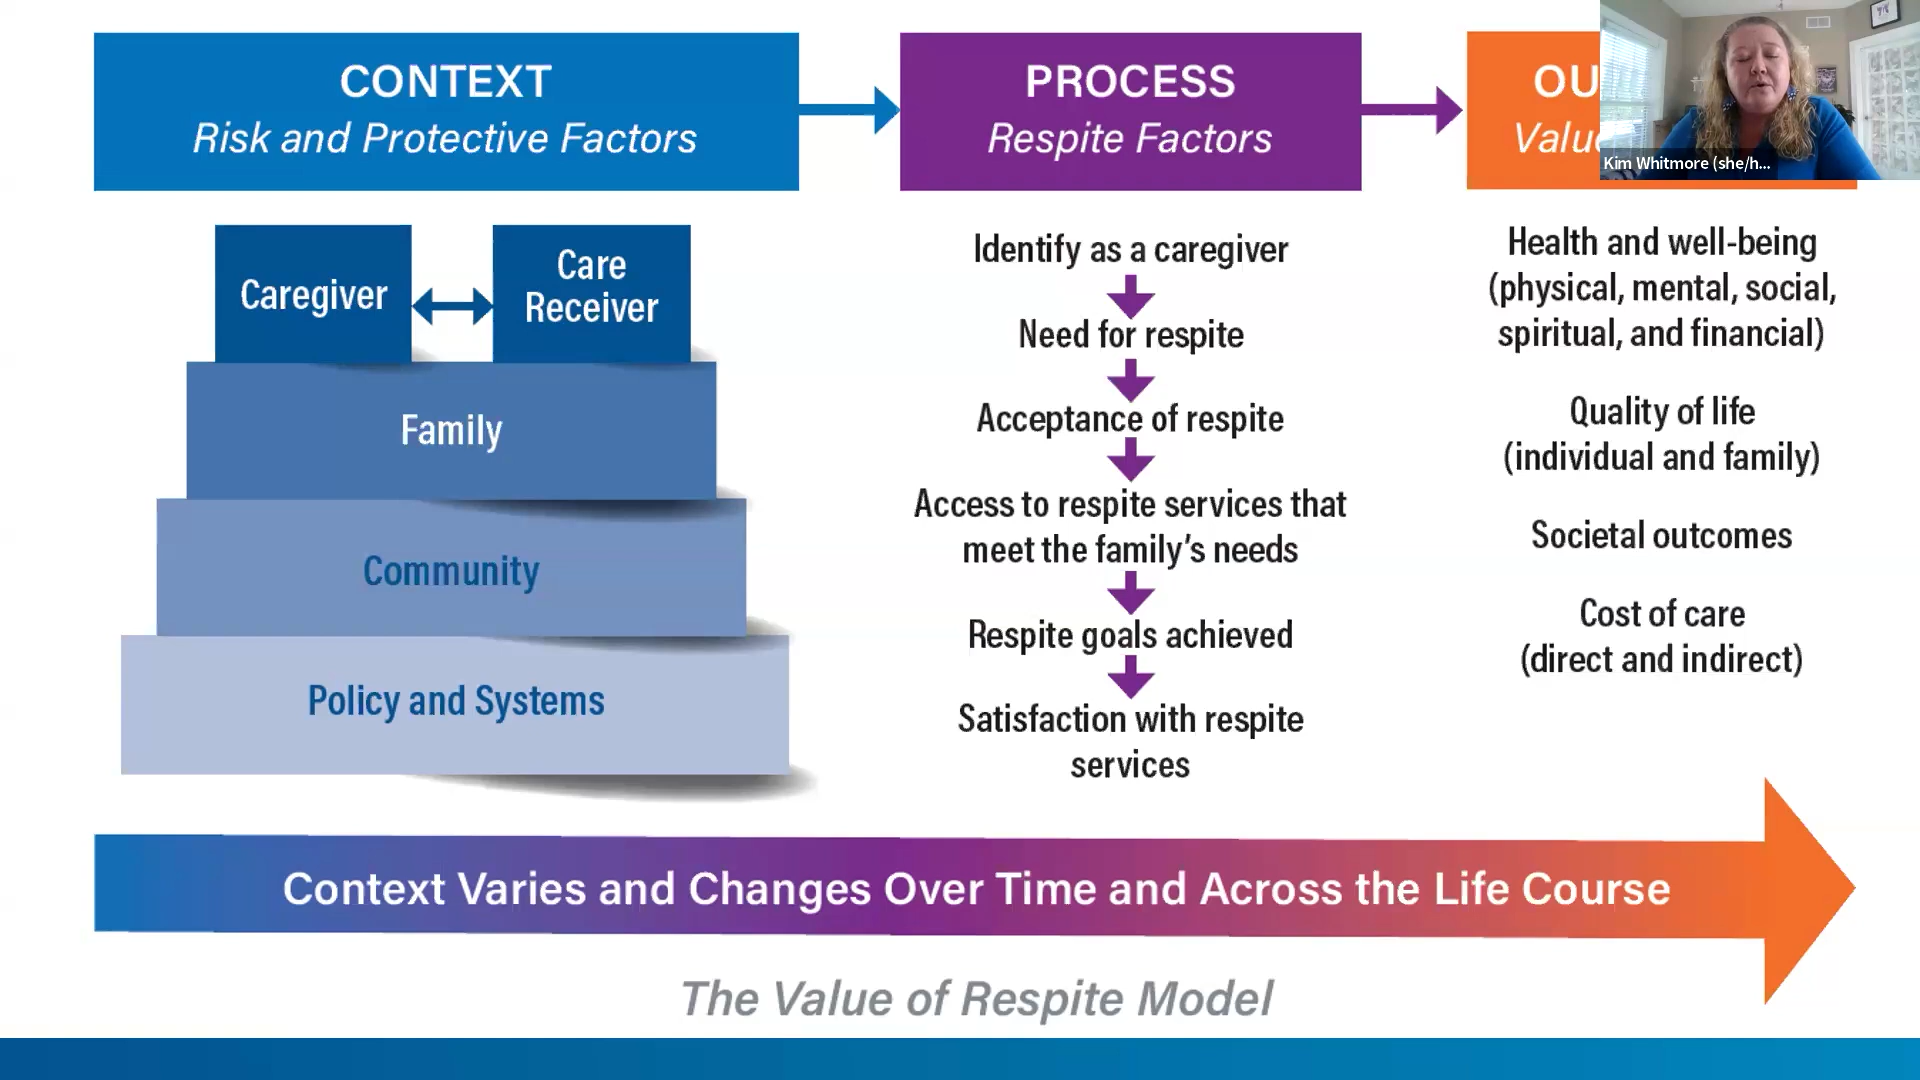 CONTEXT
Risk and Protective Factors
PROCESS
Respite Factors
OU
Valu
Kim Whitmore (she/h...
Caregiver
Care
Receiver
Family
Community
Policy and Systems
Identify as a caregiver
Need for respite
Acceptance of respite
Access to respite services that
meet the family's needs
Respite goals achieved
Satisfaction with respite
services
Health and well-being
(physical, mental, social,
spiritual, and financial)
Quality of life
(individual and family)
Societal outcomes
Cost of care
(direct and indirect)
Context Varies and Changes Over Time and Across the Life Course
The Value of Respite Model